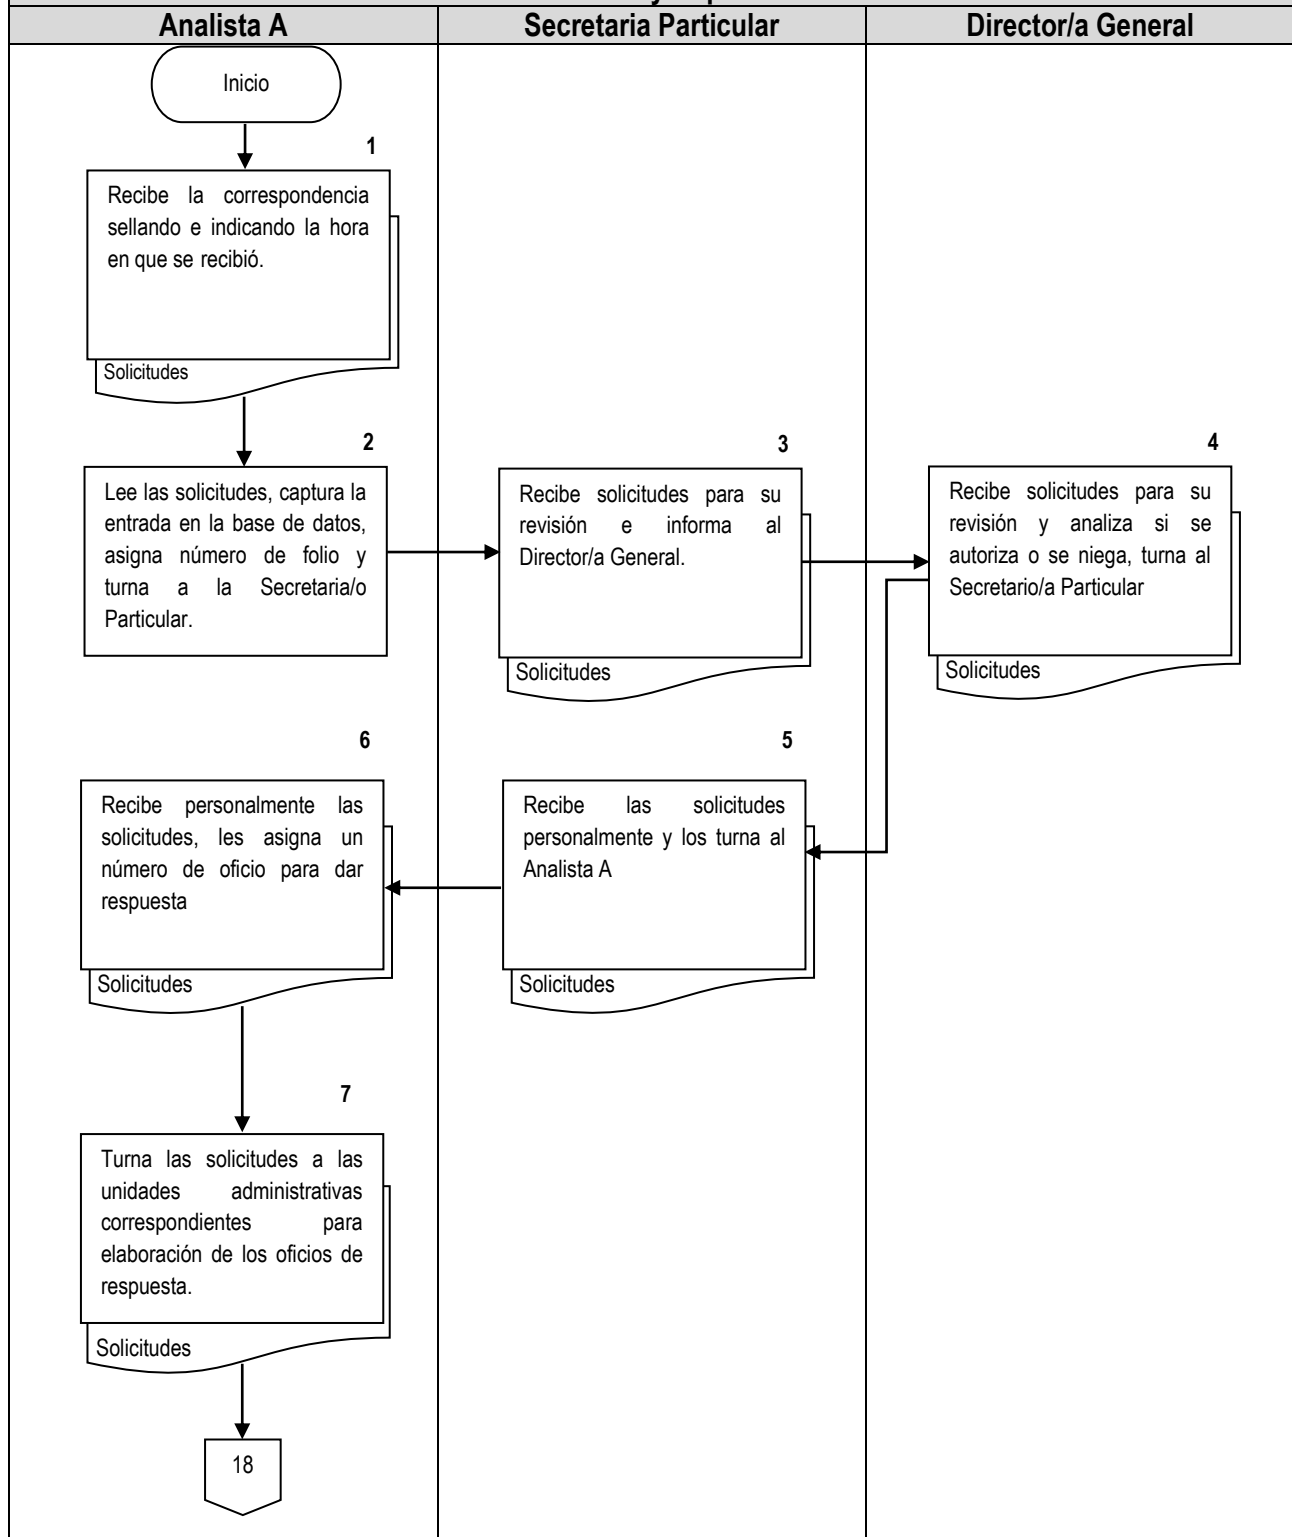 Analista A
Secretaria Particular
Director/a General
Inicio
1
Recibe la correspondencia
sellando e indicando la hora
en que se recibió.
Solicitudes
2
Lee las solicitudes, captura la
entrada en la base de datos,
asigna número de folio y
turna a la Secretaria/o
Particular.
3
Recibe solicitudes para su
revisión e informa al
Director/a General.
Solicitudes
4
Recibe solicitudes para su
revisión y analiza si se
autoriza o se niega, turna al
Secretario/a Particular
Solicitudes
5
Recibe las solicitudes
personalmente y los turna al
Analista A
Solicitudes
6
Recibe personalmente las
solicitudes, les asigna un
número de oficio para dar
respuesta
Solicitudes
7
Turna las solicitudes a las
unidades administrativas
correspondientes para
elaboración de los oficios de
respuesta.
Solicitudes
18